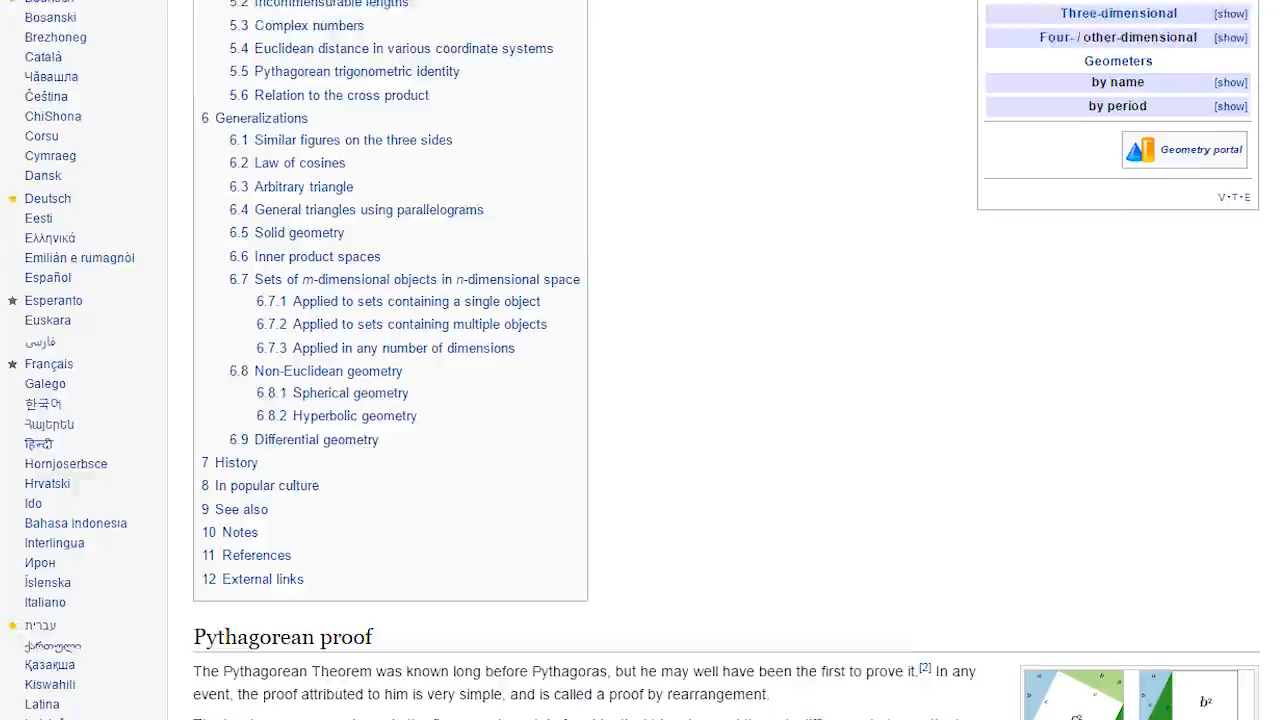 Bosanski
Brezhoneg
Català
Чӑвашла
Čeština
ChiShona
Corsu
Cymraeg
Dansk
Deutsch
Eesti
Ελληνικά
Emiliàn e rumagnòl
Español
Esperanto
Euskara
فارسی
Français
Galego
한국어
Հայերեն
हिन्दी
Hornjoserbsce
Hrvatski
Ido
Bahasa Indonesia
Interlingua
Ирон
Íslenska
Italiano
עברית
ქართული
Қазақша
Kiswahili
Latina
5.2 Incommensurable lengths
5.3 Complex numbers
5.4 Euclidean distance in various coordinate systems
5.5 Pythagorean trigonometric identity
5.6 Relation to the cross product
6 Generalizations
6.1 Similar figures on the three sides
6.2 Law of cosines
6.3 Arbitrary triangle
6.4 General triangles using parallelograms
6.5 Solid geometry
6.6 Inner product spaces
6.7 Sets of m-dimensional objects in n-dimensional space
6.7.1 Applied to sets containing a single object
6.7.2 Applied to sets containing multiple objects
6.7.3 Applied in any number of dimensions
6.8 Non-Euclidean geometry
6.8.1 Spherical geometry
6.8.2 Hyperbolic geometry
6.9 Differential geometry
7 History
8 In popular culture
9 See also
10 Notes
11 References
12 External links
Three-dimensional [show]
Four- / other-dimensional [show]
Geometers
by name [show]
by period [show]
Geometry portal
V · T · E
Pythagorean proof
The Pythagorean Theorem was known long before Pythagoras, but he may well have been the first to prove it.[2] In any
event, the proof attributed to him is very simple, and is called a proof by rearrangement.
c²
b²